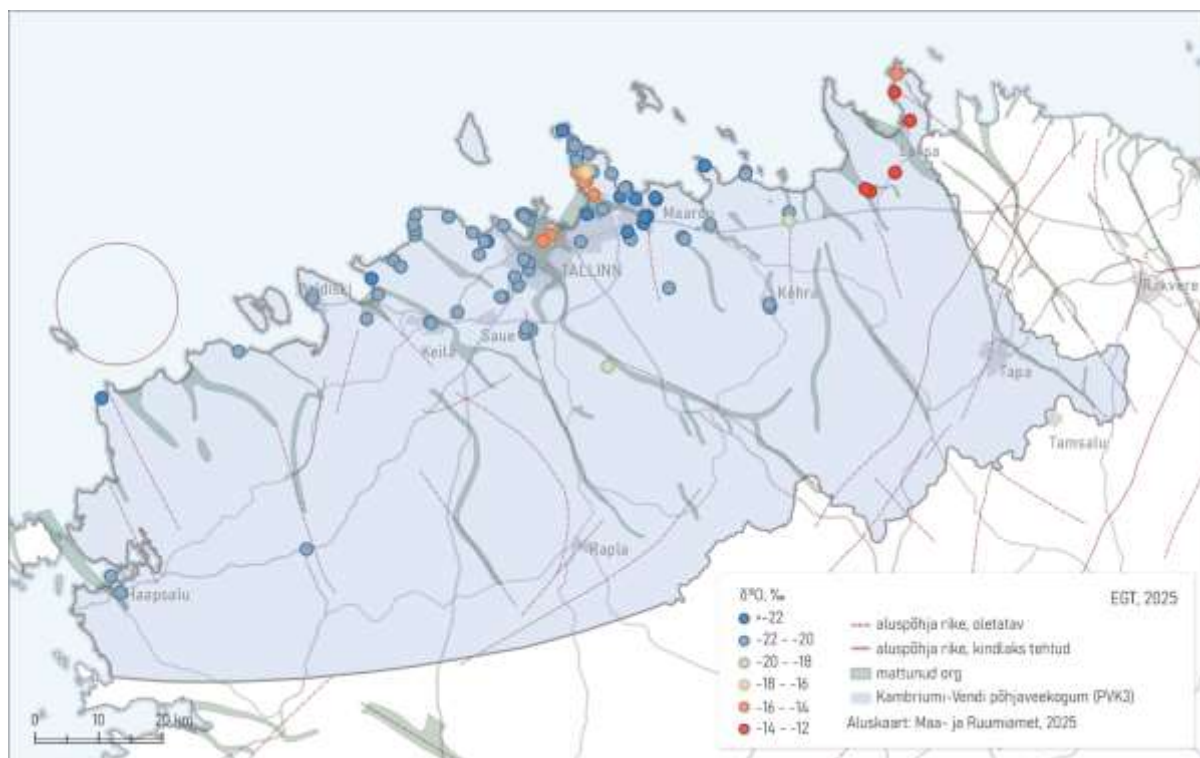 Maardu
TALLINN
Kehra
Rakvere
Paldiski
Saue
Keila
Tapa
Tamsalu
Rapla
Haapsalu
0 10 20 km
δ¹⁸O, ‰
-22 – -20
-20 – -18
-18 – -16
-16 – -14
-14 – -12
EGT, 2025
aluspõhja rike, oletatav
aluspõhja rike, kindlaks tehtud
mattunud org
Kambriumi-Vendi põhjaveekogum (PVK3)
Aluskaart: Maa- ja Ruumiamet, 2025